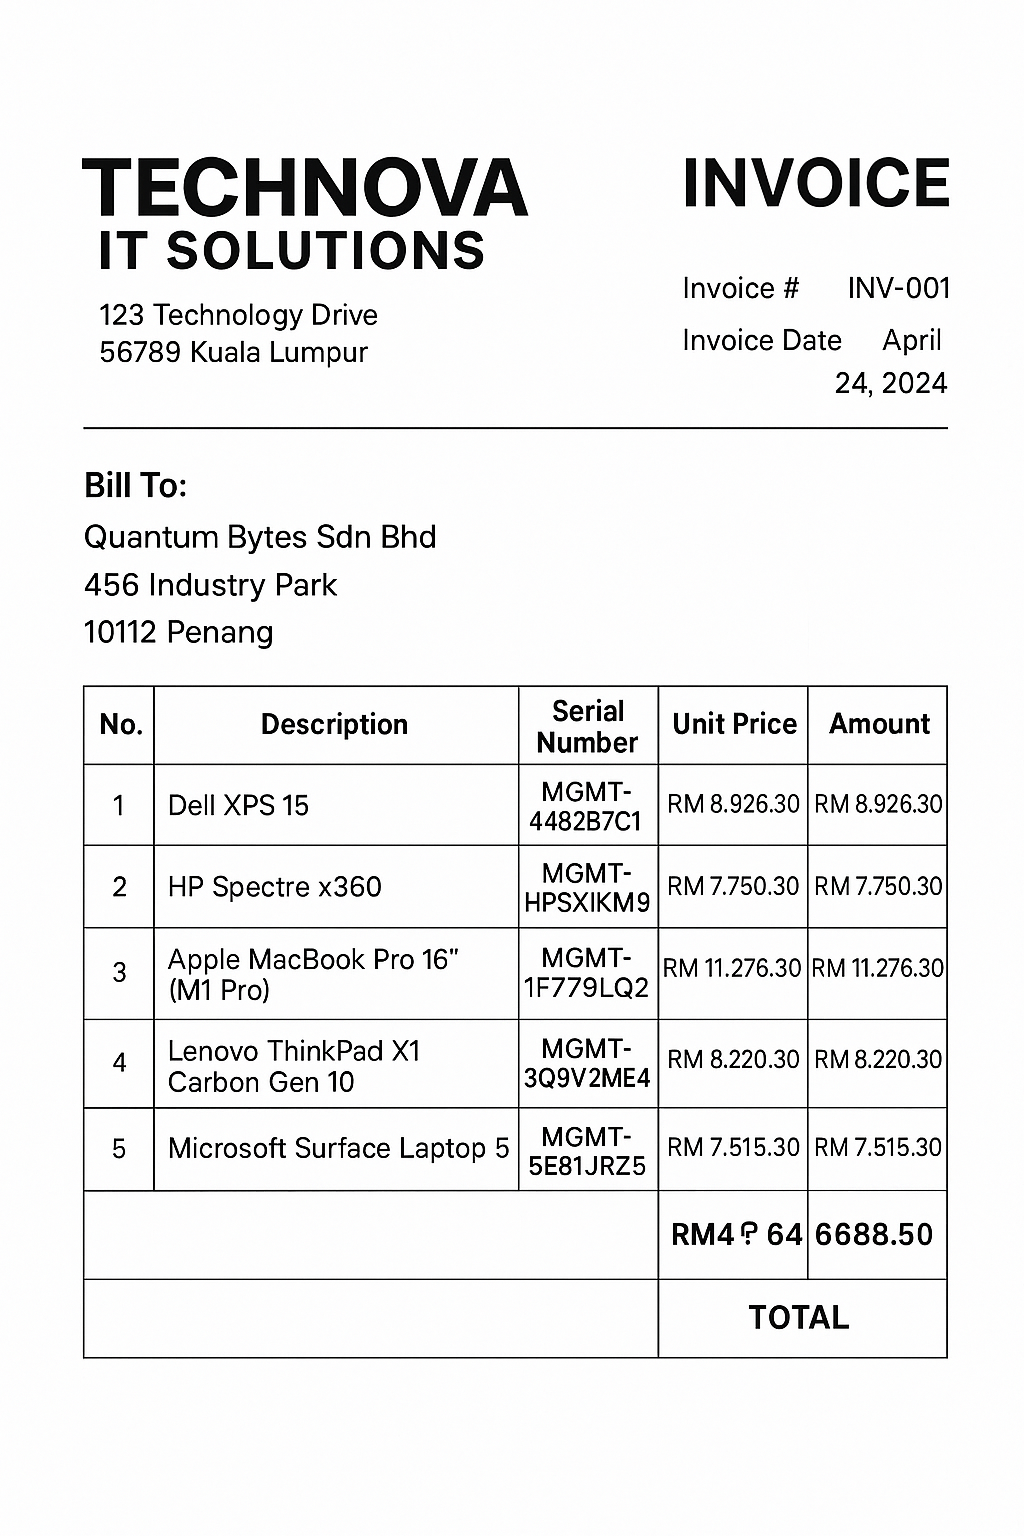 TECHNOVA
IT SOLUTIONS
123 Technology Drive
56789 Kuala Lumpur
INVOICE
Invoice # INV-001
Invoice Date April
24, 2024
Bill To:
Quantum Bytes Sdn Bhd
456 Industry Park
10112 Penang
No. Description Serial Number Unit Price Amount
1 Dell XPS 15 MGMT-4482B7C1 RM 8.926.30 RM 8.926.30
2 HP Spectre x360 MGMT-HPSXIKM9 RM 7.750.30 RM 7.750.30
3 Apple MacBook Pro 16" (M1 Pro) MGMT-1F779LQ2 RM 11.276.30 RM 11.276.30
4 Lenovo ThinkPad X1 Carbon Gen 10 MGMT-3Q9V2ME4 RM 8.220.30 RM 8.220.30
5 Microsoft Surface Laptop 5 MGMT-5E81JRZ5 RM 7.515.30 RM 7.515.30
64 6688.50
TOTAL